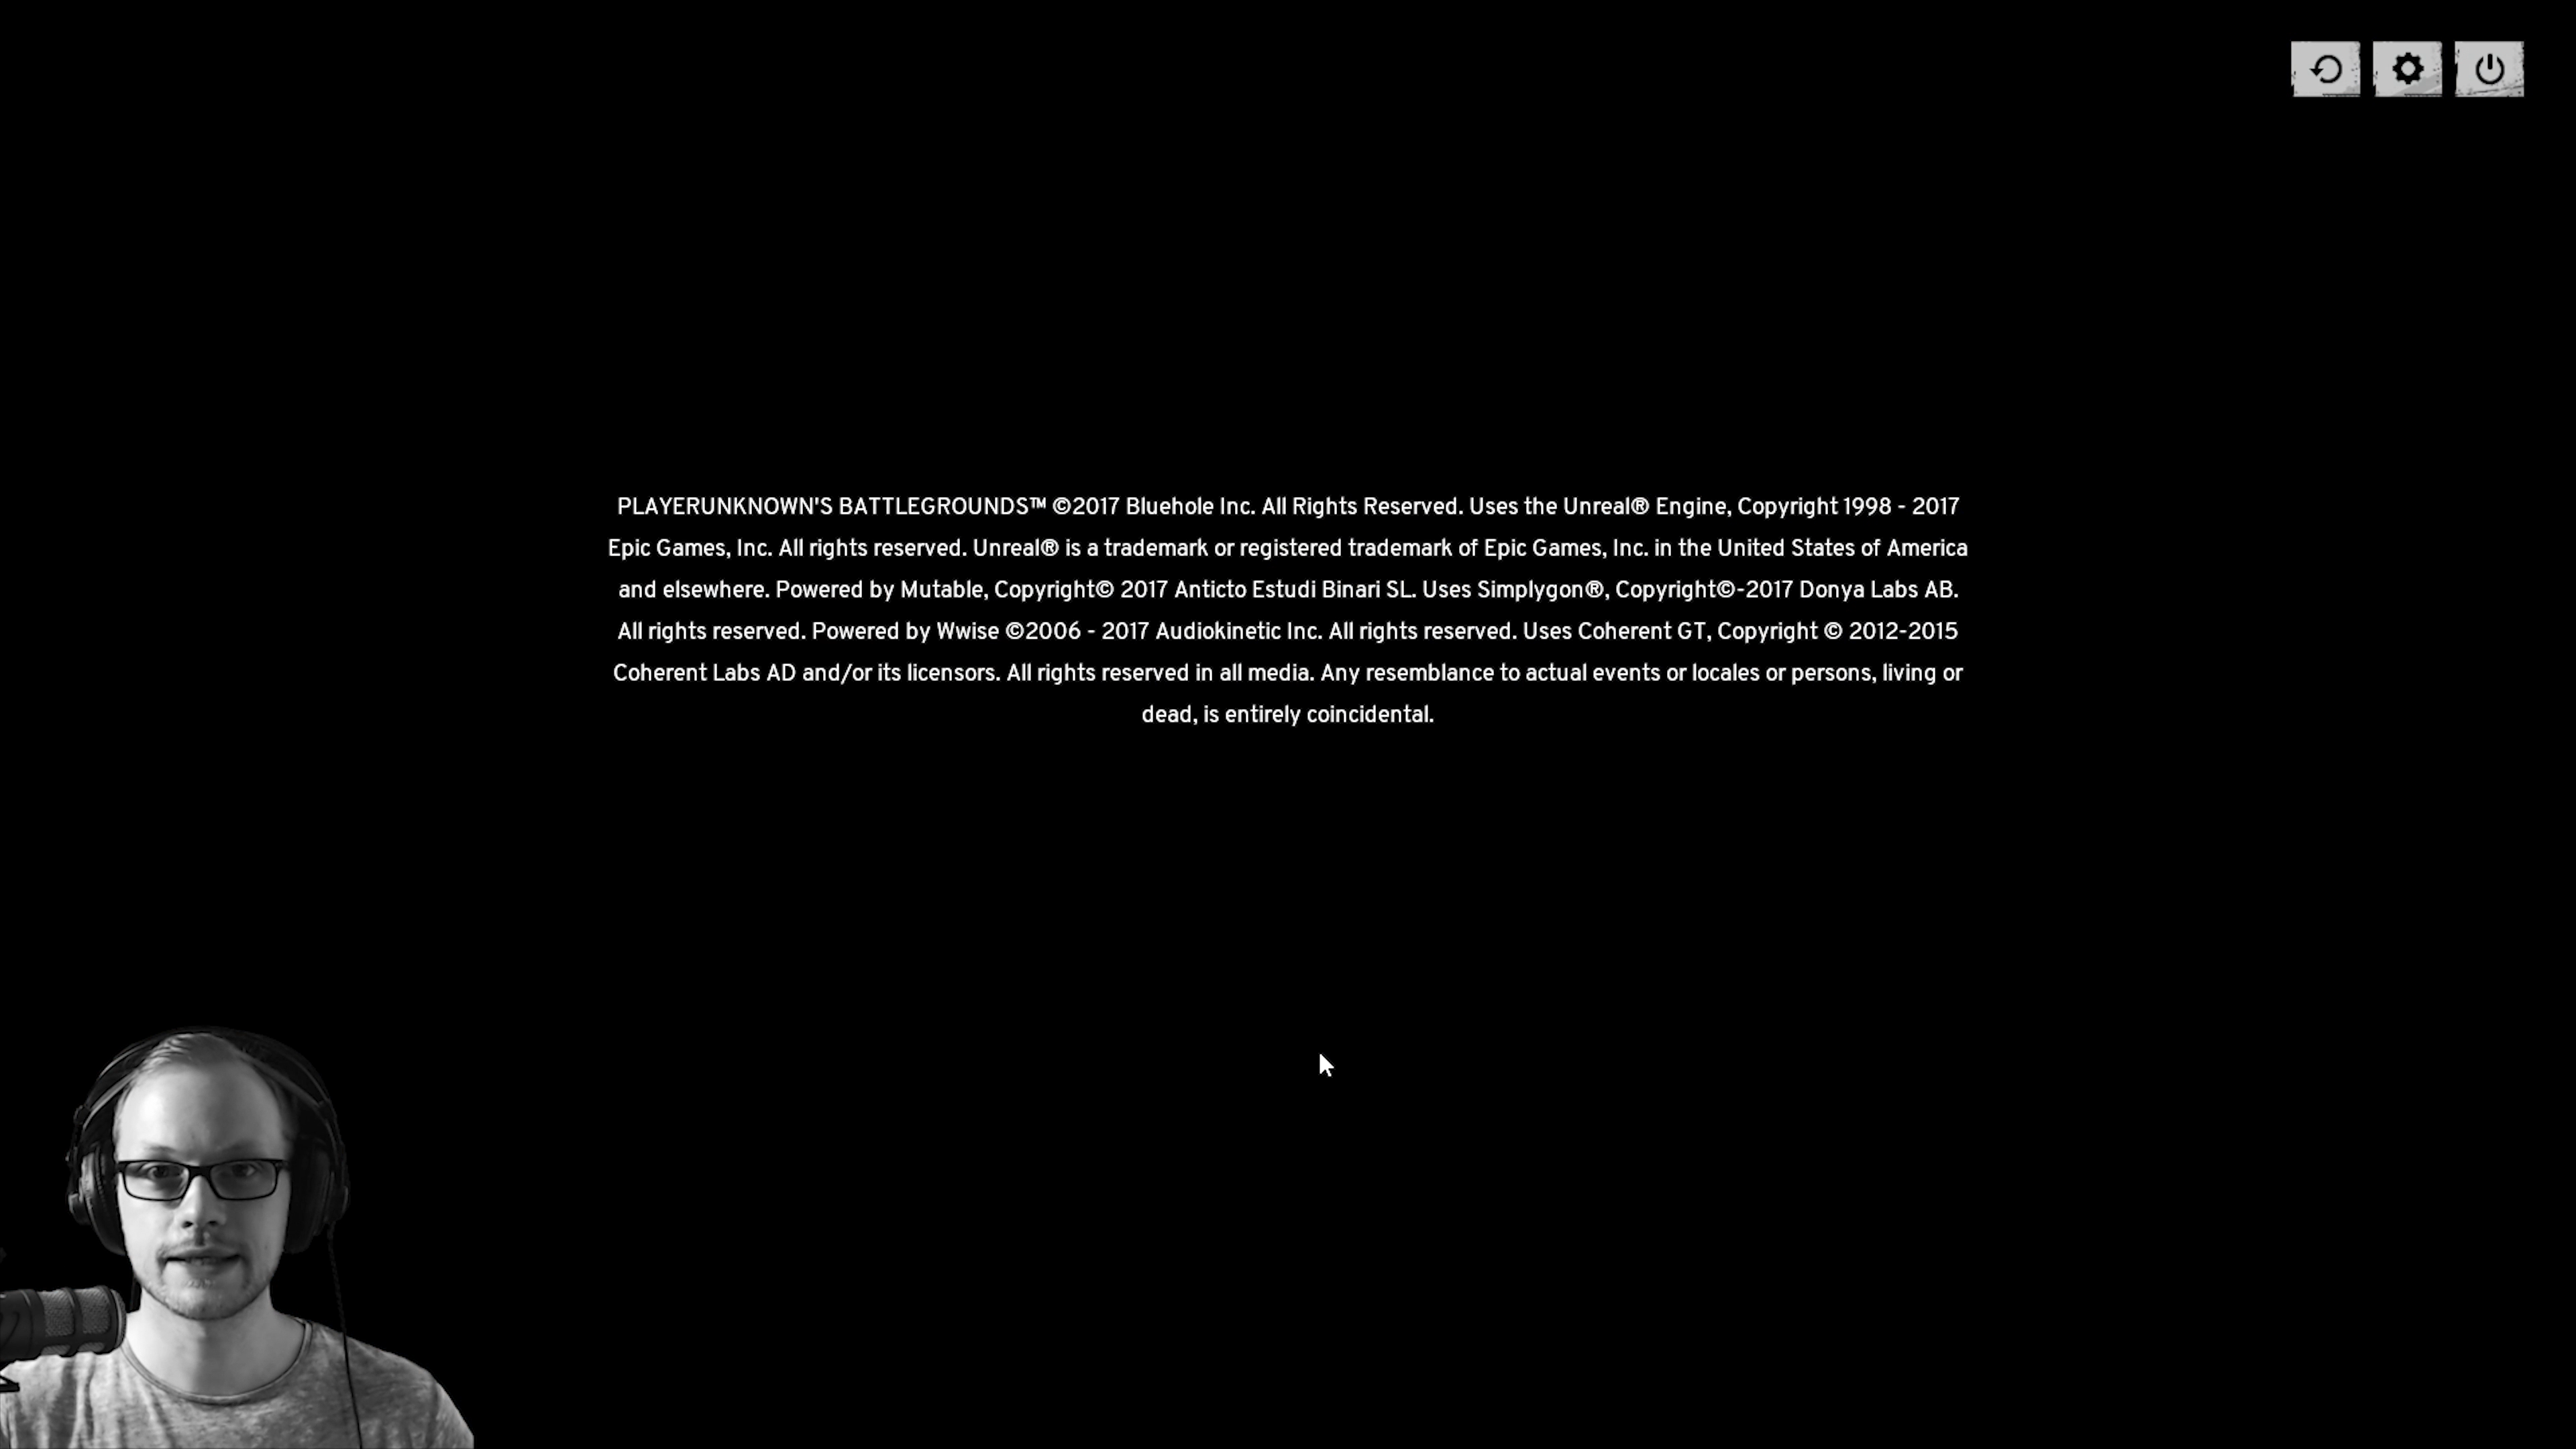 PLAYERUNKNOWN'S BATTLEGROUNDS™ ©2017 Bluehole Inc. All Rights Reserved. Uses the Unreal® Engine, Copyright 1998 - 2017
Epic Games, Inc. All rights reserved. Unreal® is a trademark or registered trademark of Epic Games, Inc. in the United States of America
and elsewhere. Powered by Mutable, Copyright© 2017 Anticto Estudi Binari SL. Uses Simplygon®, Copyright©-2017 Donya Labs AB.
All rights reserved. Powered by Wwise ©2006 - 2017 Audiokinetic Inc. All rights reserved. Uses Coherent GT, Copyright © 2012-2015
Coherent Labs AD and/or its licensors. All rights reserved in all media. Any resemblance to actual events or locales or persons, living or
dead, is entirely coincidental.